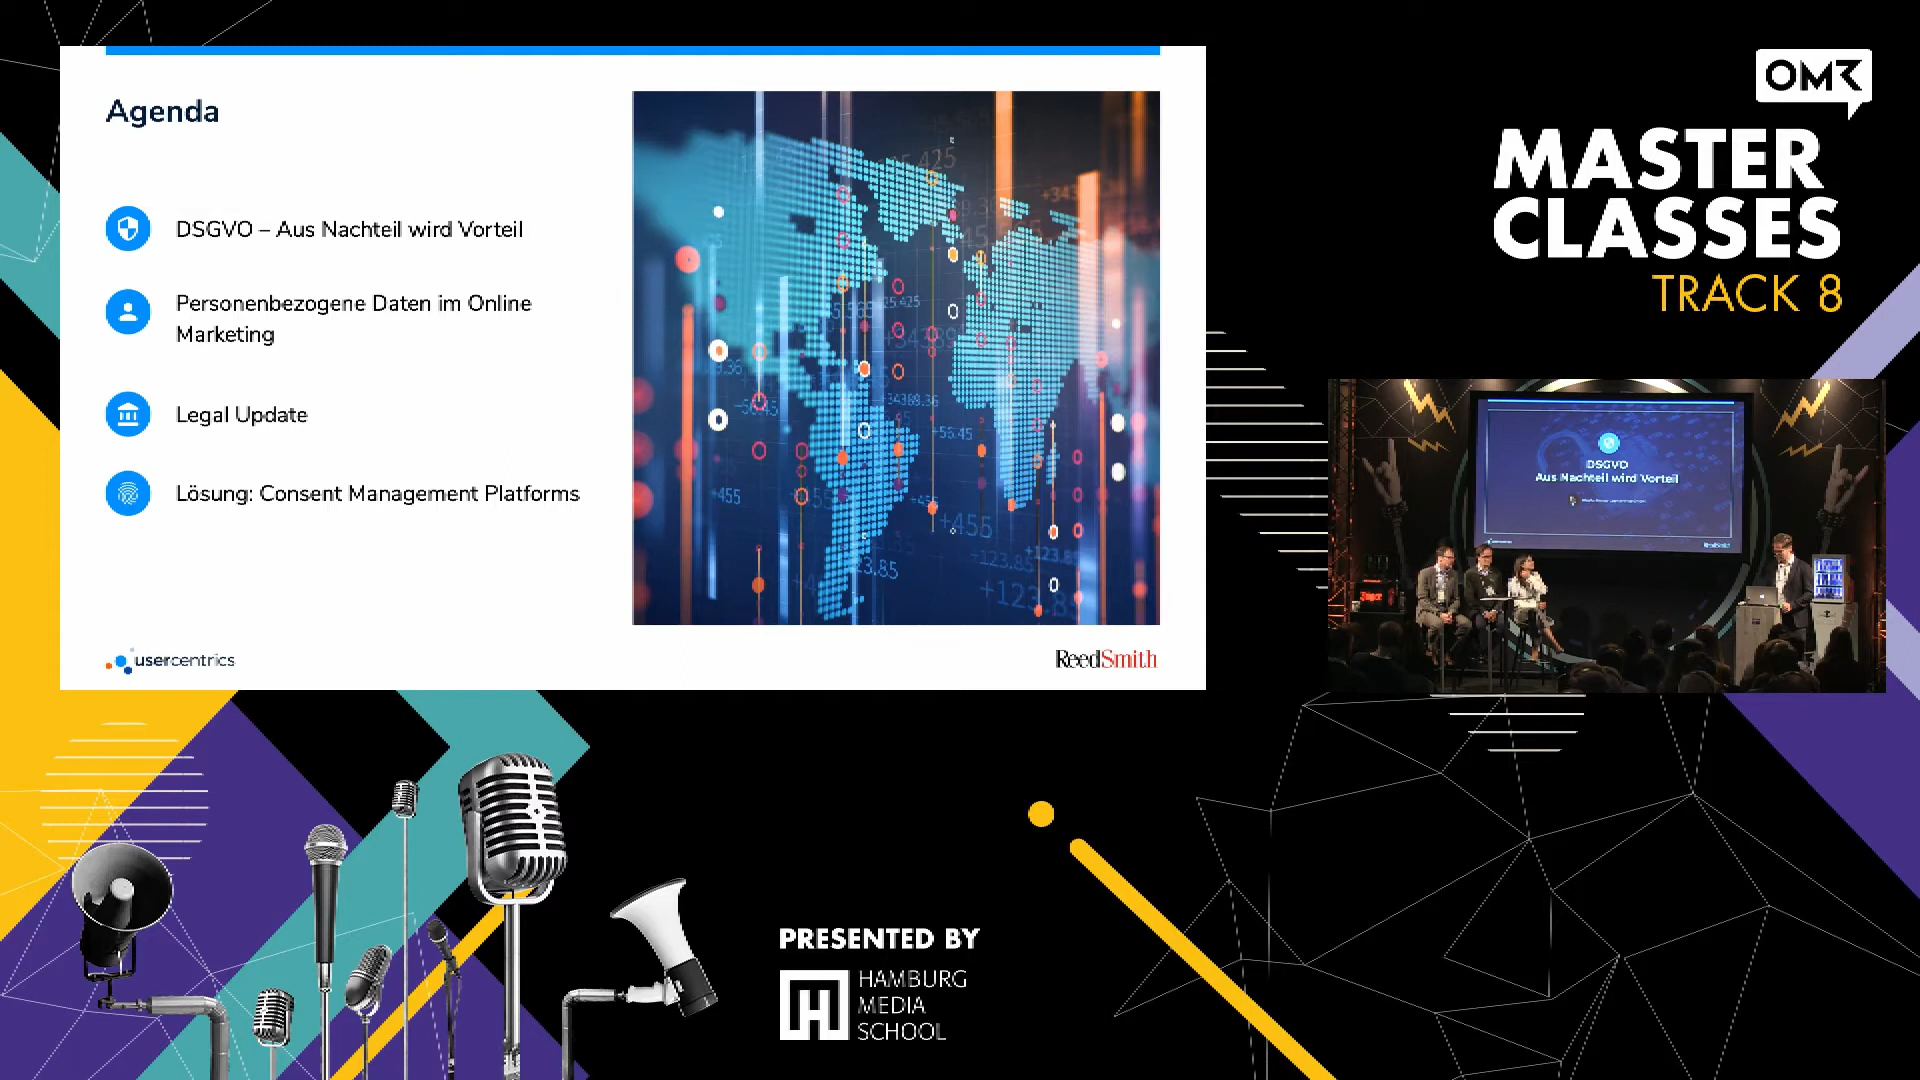 Agenda
DSGVO – Aus Nachteil wird Vorteil
Personenbezogene Daten im Online
Marketing
Legal Update
Lösung: Consent Management Platforms
usercentrics
ReedSmith
OMR
MASTER
CLASSES
TRACK 8
DSGVO
Aus Nachteil wird Vorteil
ReedSmith
PRESENTED BY
HAMBURG
MEDIA
SCHOOL